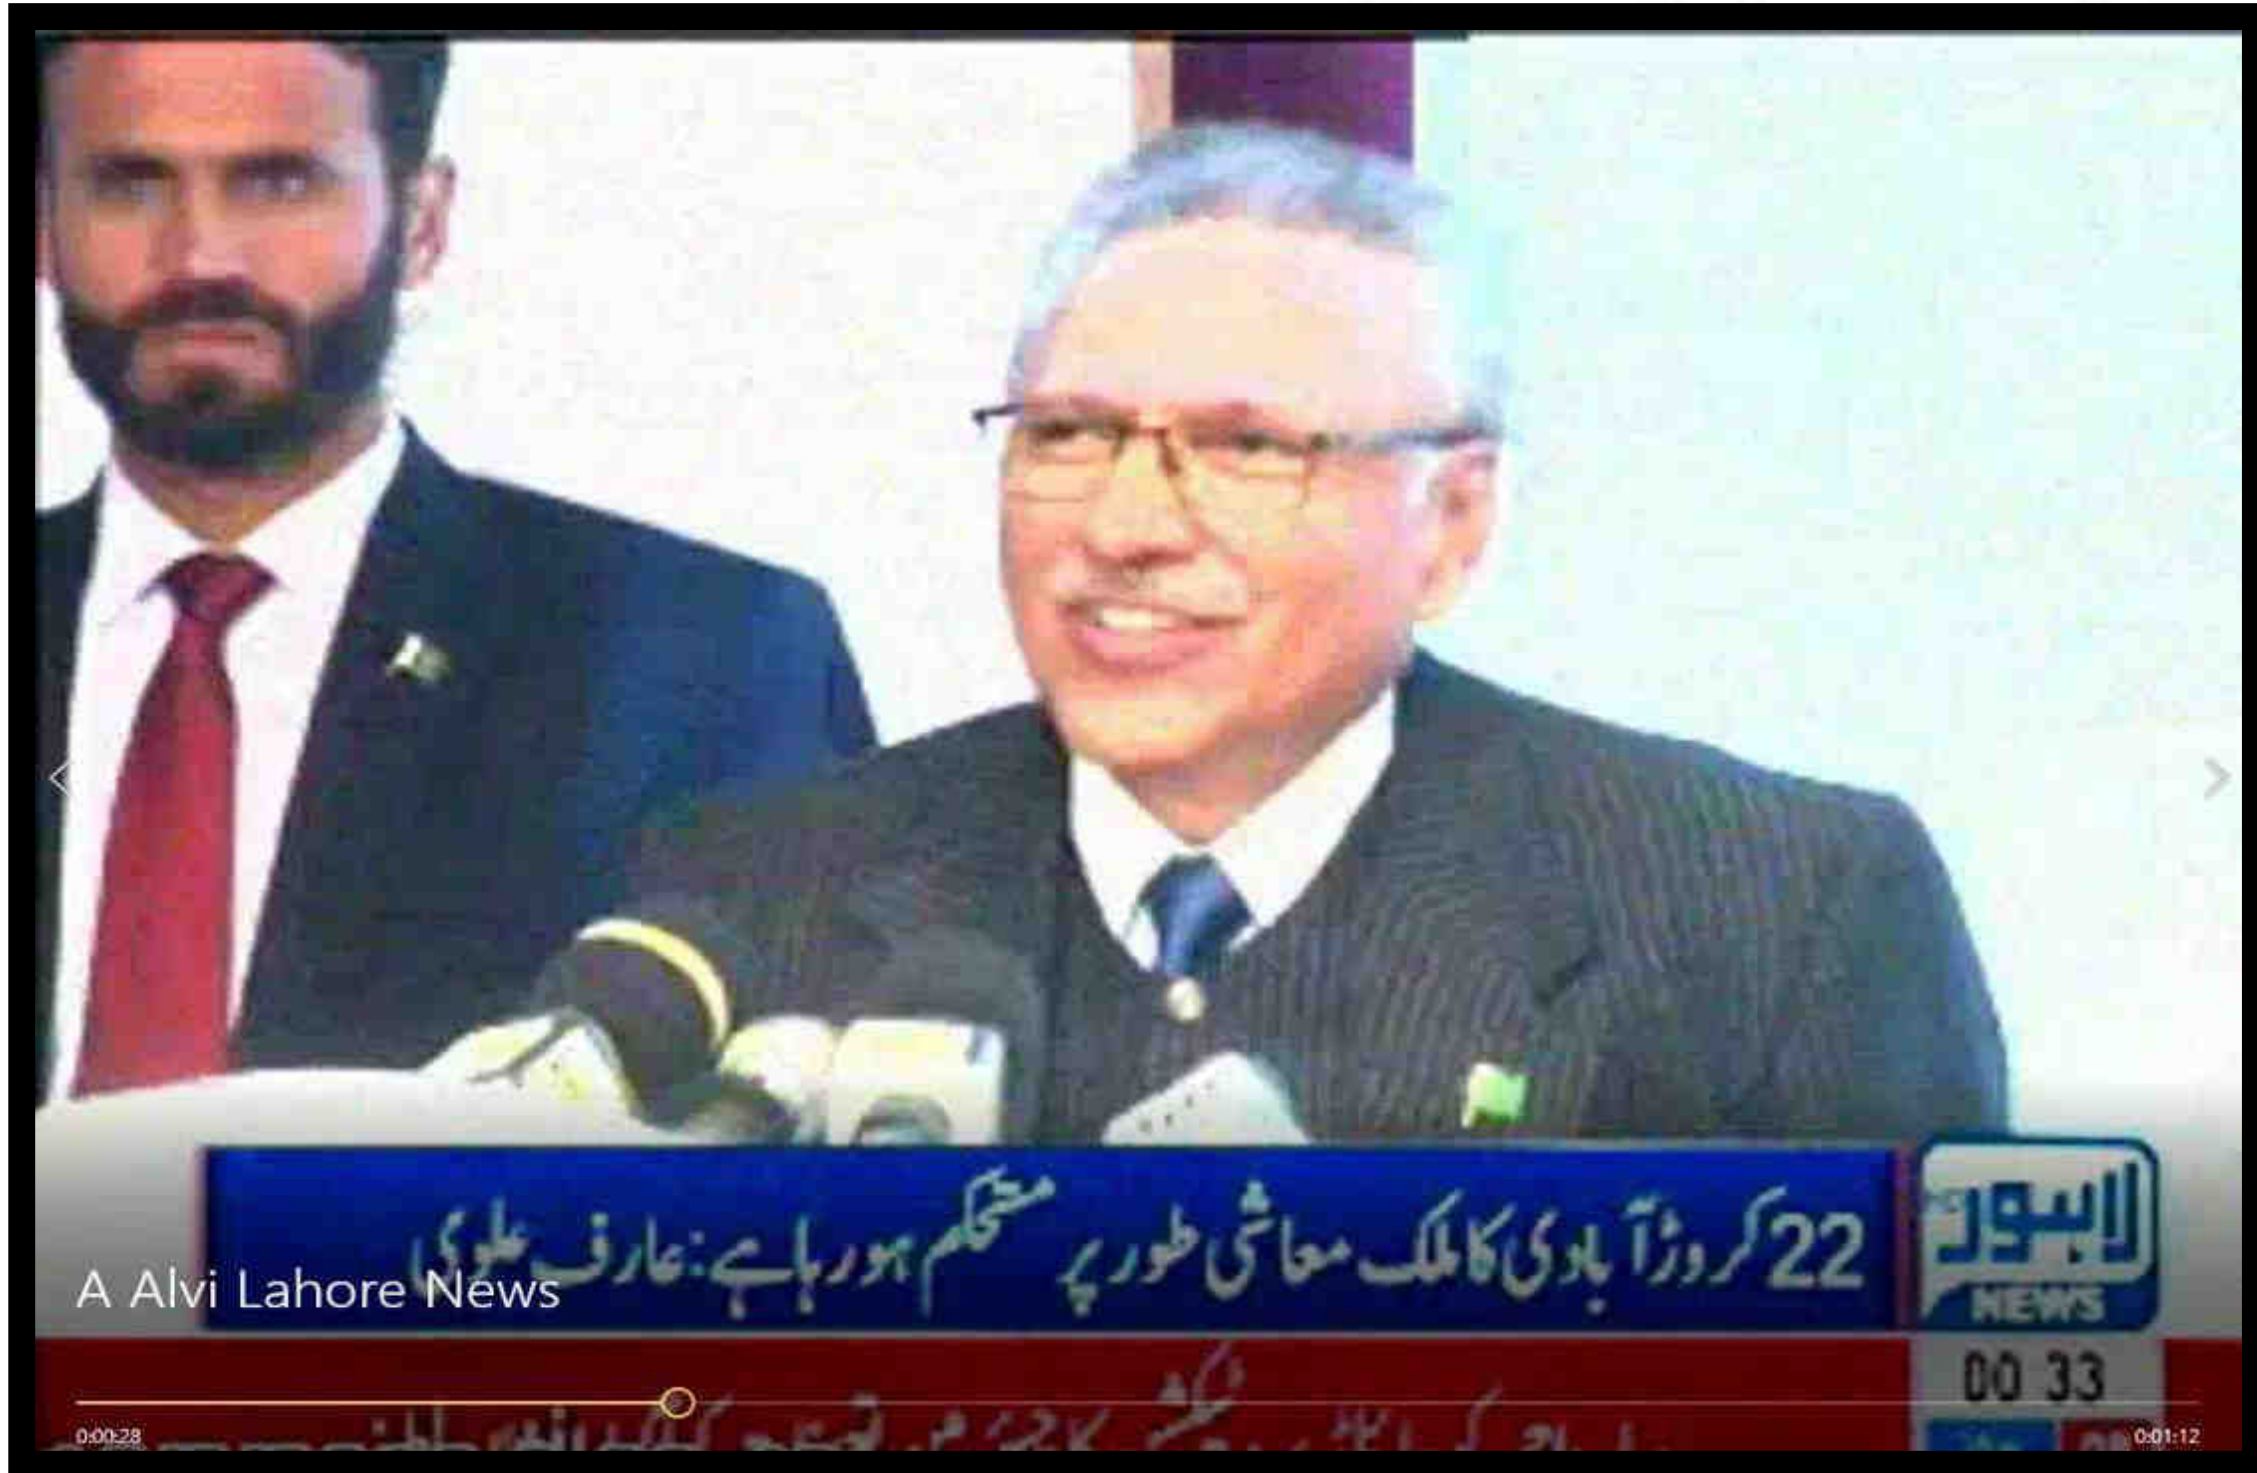 22 کروڑ آبادی کا ملک معاشی طور پر مستحکم ہو رہا ہے: عارف علوی
لاہور
NEWS
A Alvi Lahore News
00 33
0:00:28
0:01:12